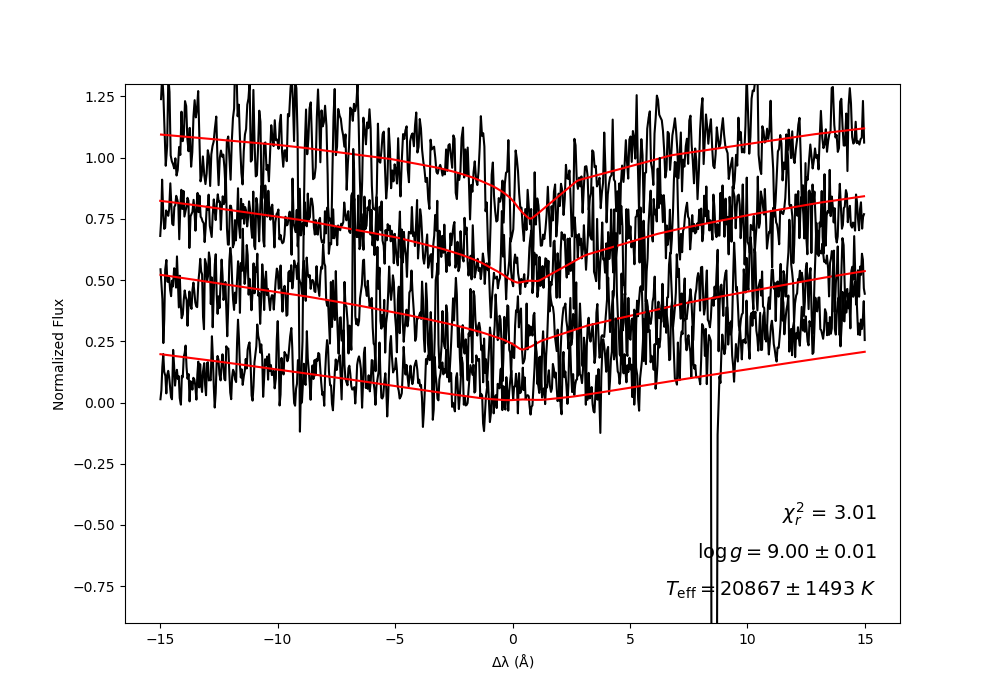 Normalized Flux
1.25
1.00
0.75
0.50
0.25
0.00
−0.25
−0.50
−0.75
χ²ᵣ = 3.01
log g = 9.00 ± 0.01
T_eff = 20867 ± 1493 K
−15 −10 −5 0 5 10 15
Δλ (Å)